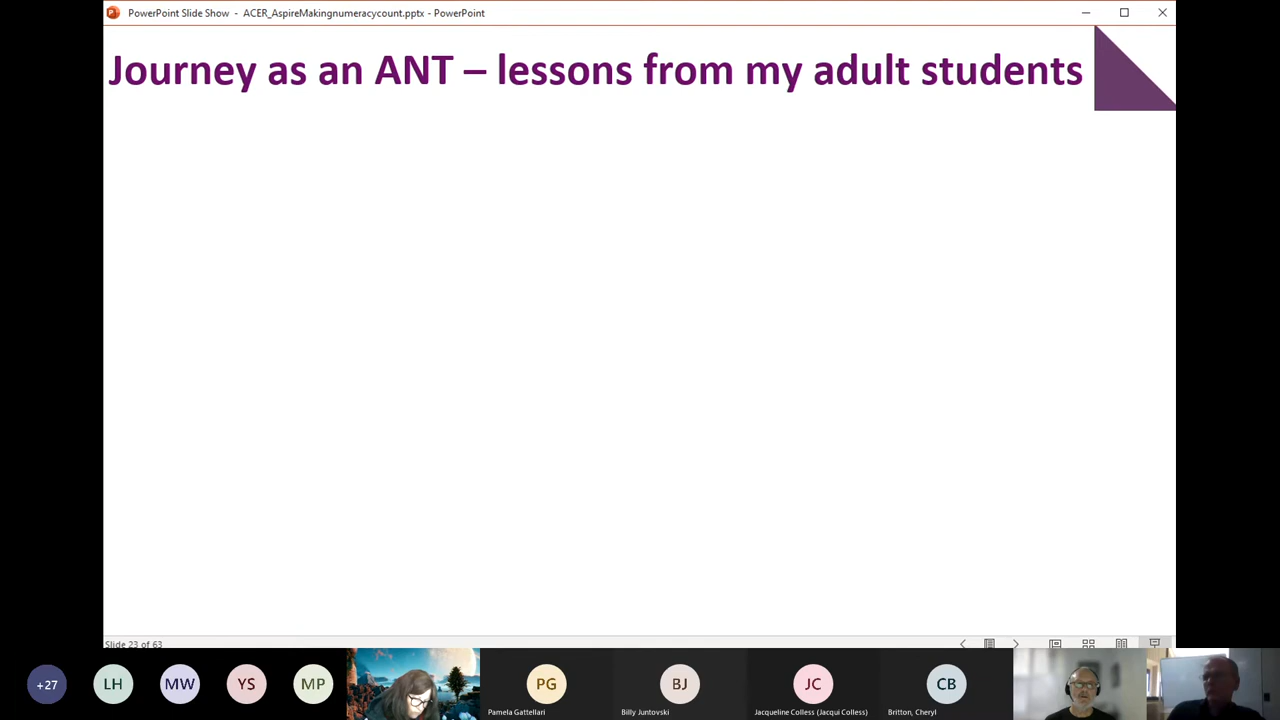 PowerPoint Slide Show - ACER_AspireMakingnumeracycount.pptx - PowerPoint
Journey as an ANT – lessons from my adult students
Slide 23 of 63
+27
LH
MW
YS
MP
PG
BJ
JC
CB
Pamela Gattellari
Billy Juntovski
Jacqueline Colless (Jacqui Colless)
Britton, Cheryl